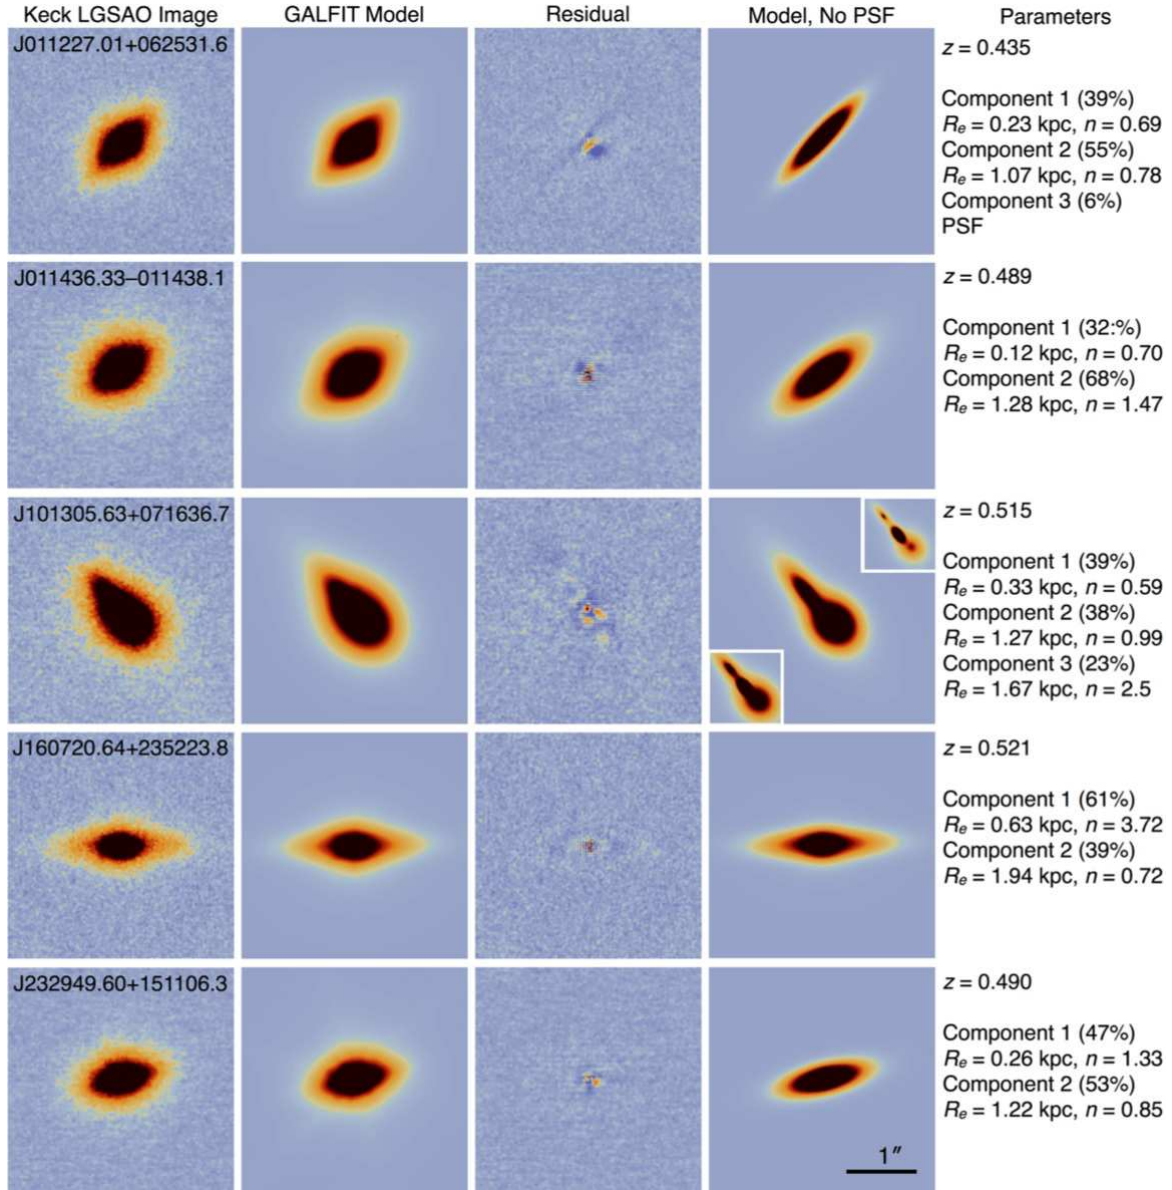 Keck LGSAO Image GALFIT Model Residual Model, No PSF Parameters
J011227.01+062531.6
z = 0.435
Component 1 (39%)
Re = 0.23 kpc, n = 0.69
Component 2 (55%)
Re = 1.07 kpc, n = 0.78
Component 3 (6%)
PSF
J011436.33–011438.1
z = 0.489
Component 1 (32:%)
Re = 0.12 kpc, n = 0.70
Component 2 (68%)
Re = 1.28 kpc, n = 1.47
J101305.63+071636.7
z = 0.515
Component 1 (39%)
Re = 0.33 kpc, n = 0.59
Component 2 (38%)
Re = 1.27 kpc, n = 0.99
Component 3 (23%)
Re = 1.67 kpc, n = 2.5
J160720.64+235223.8
z = 0.521
Component 1 (61%)
Re = 0.63 kpc, n = 3.72
Component 2 (39%)
Re = 1.94 kpc, n = 0.72
J232949.60+151106.3
z = 0.490
Component 1 (47%)
Re = 0.26 kpc, n = 1.33
Component 2 (53%)
Re = 1.22 kpc, n = 0.85
1″